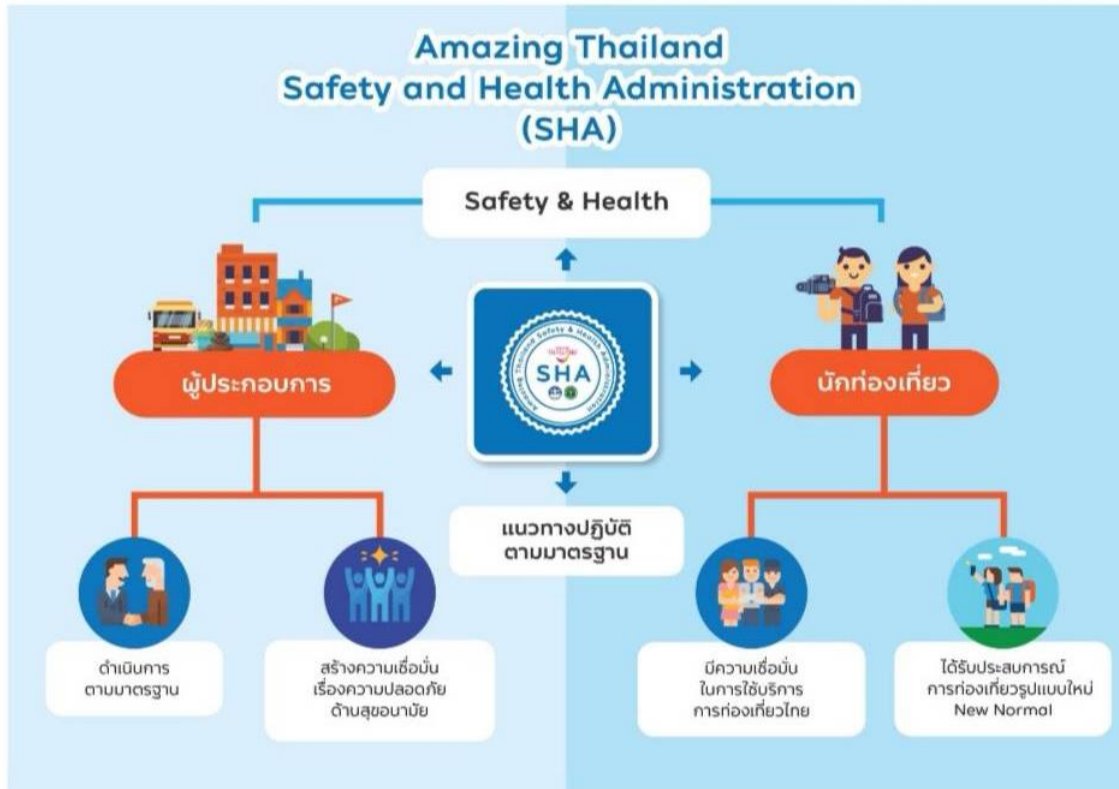 Amazing Thailand
Safety and Health Administration
(SHA)
Safety & Health
ผู้ประกอบการ
Amazing Thailand Safety & Health Administration
SHA
นักท่องเที่ยว
แนวทางปฏิบัติ
ตามมาตรฐาน
ดำเนินการ
ตามมาตรฐาน
สร้างความเชื่อมั่น
เรื่องความปลอดภัย
ด้านสุขอนามัย
มีความเชื่อมั่น
ในการใช้บริการ
การท่องเที่ยวไทย
ได้รับประสบการณ์
การท่องเที่ยวรูปแบบใหม่
New Normal